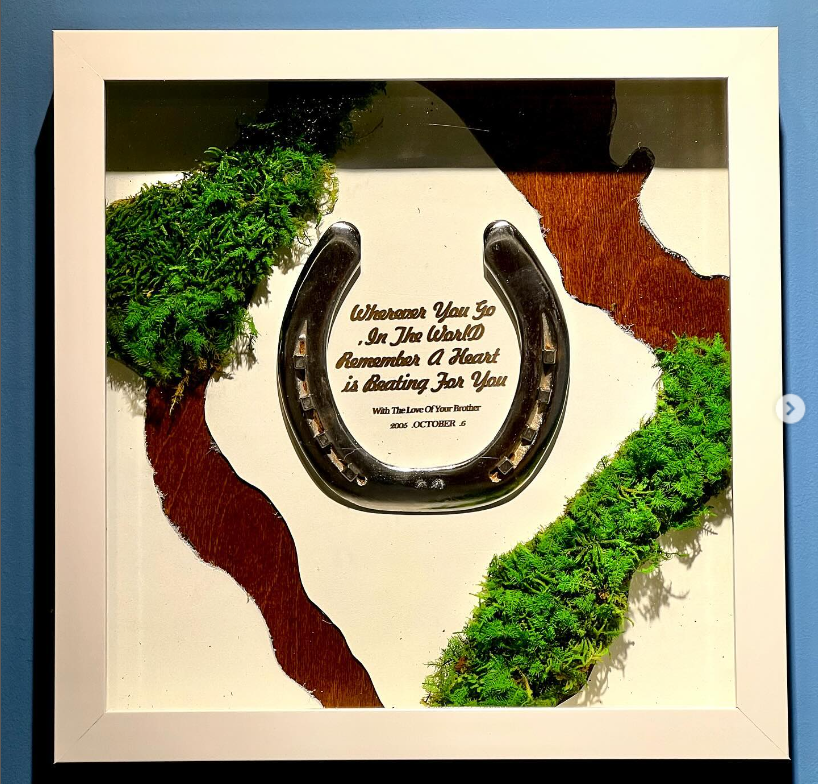 Wherever You Go
,In The WorlD
Remember A Heart
is Beating For You
With The Love Of Your Brother
2005 .OCTOBER .6